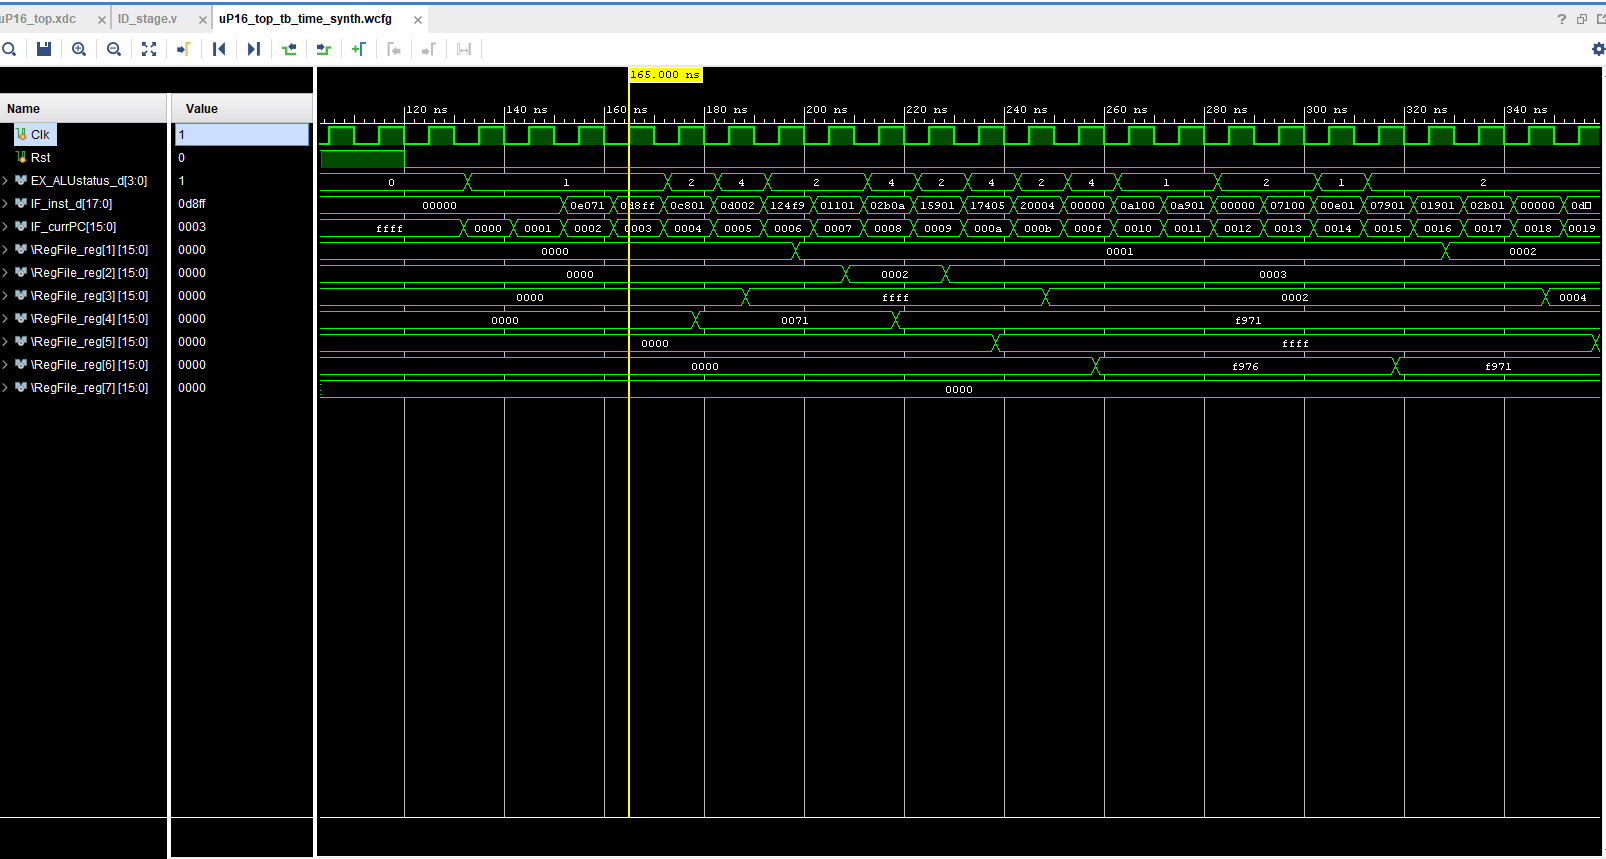 uP16_top.xdc × ID_stage.v × uP16_top_tb_time_synth.wcfg ×
?
165.000 ns
Name Value
120 ns 140 ns 160 ns 180 ns 200 ns 220 ns 240 ns 260 ns 280 ns 300 ns 320 ns 340 ns
Clk 1
Rst 0
EX_ALUstatus_d[3:0] 1 0 1 2 4 2 4 2 4 2 4 1 2 1 2
IF_inst_d[17:0] 0d8ff 00000 0e071 0d8ff 0c801 0d002 124f9 01101 02b0a 15901 17405 20004 00000 0a100 0a901 00000 07100 00e01 07901 01901 02b01 00000 0d
IF_currPC[15:0] 0003 ffff 0000 0001 0002 0003 0004 0005 0006 0007 0008 0009 000a 000b 000f 0010 0011 0012 0013 0014 0015 0016 0017 0018 0019
\RegFile_reg[1] [15:0] 0000 0000 0001 0002
\RegFile_reg[2] [15:0] 0000 0000 0002 0003
\RegFile_reg[3] [15:0] 0000 0000 ffff 0002 0004
\RegFile_reg[4] [15:0] 0000 0000 0071 f971
\RegFile_reg[5] [15:0] 0000 0000 ffff
\RegFile_reg[6] [15:0] 0000 0000 f976 f971
\RegFile_reg[7] [15:0] 0000 0000